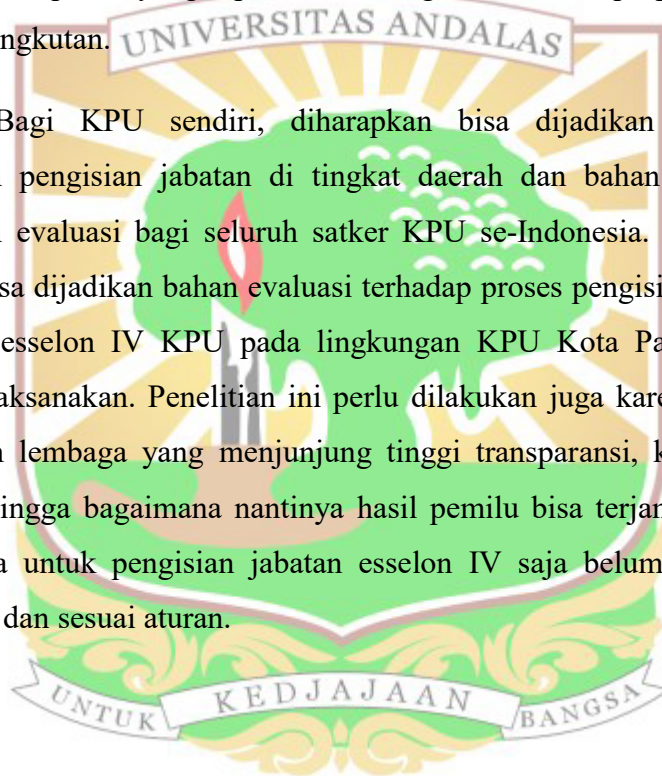 ngkutan.
UNIVERSITAS ANDALAS
Bagi KPU sendiri, diharapkan bisa dijadikan
pengisian jabatan di tingkat daerah dan bahan
evaluasi bagi seluruh satker KPU se-Indonesia.
sa dijadikan bahan evaluasi terhadap proses pengisi
esselon IV KPU pada lingkungan KPU Kota Pa
aksanakan. Penelitian ini perlu dilakukan juga kare
lembaga yang menjunjung tinggi transparansi, k
ingga bagaimana nantinya hasil pemilu bisa terjam
a untuk pengisian jabatan esselon IV saja belum
dan sesuai aturan.
UNTUK KEDJAJAAN BANGSA